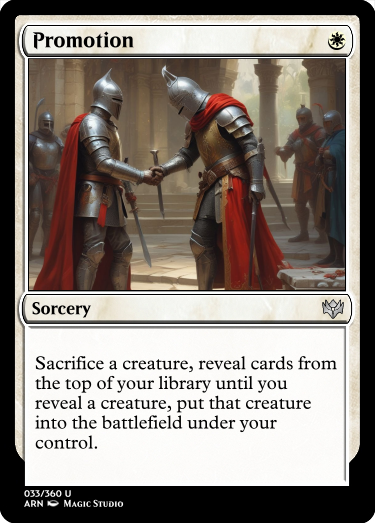 Promotion
Sorcery
Sacrifice a creature, reveal cards from
the top of your library until you
reveal a creature, put that creature
into the battlefield under your
control.
033/360 U
ARN Magic Studio